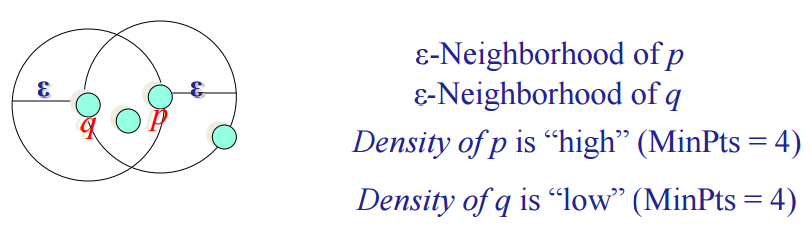 ε
ε
q
p
ε-Neighborhood of p
ε-Neighborhood of q
Density of p is “high” (MinPts = 4)
Density of q is “low” (MinPts = 4)